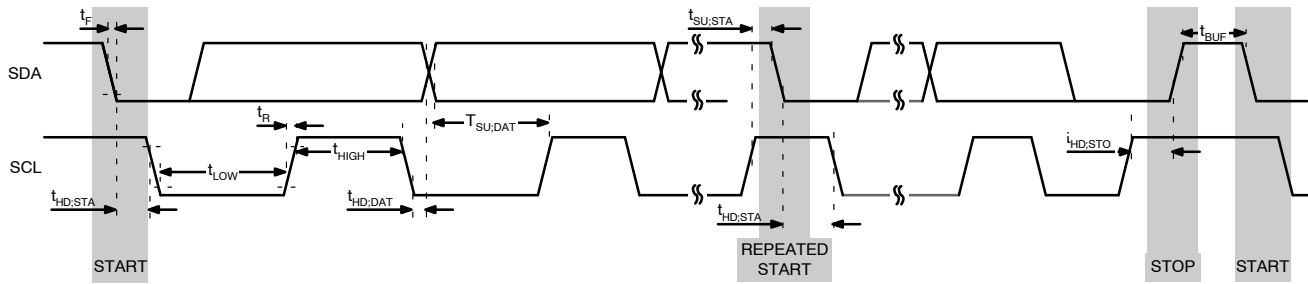 tF
tSU;STA
tBUF
SDA
tR
TSU;DAT
SCL
tHIGH
iHD;STO
tLOW
tHD;STA
tHD;DAT
tHD;STA
START
REPEATED
START
STOP
START